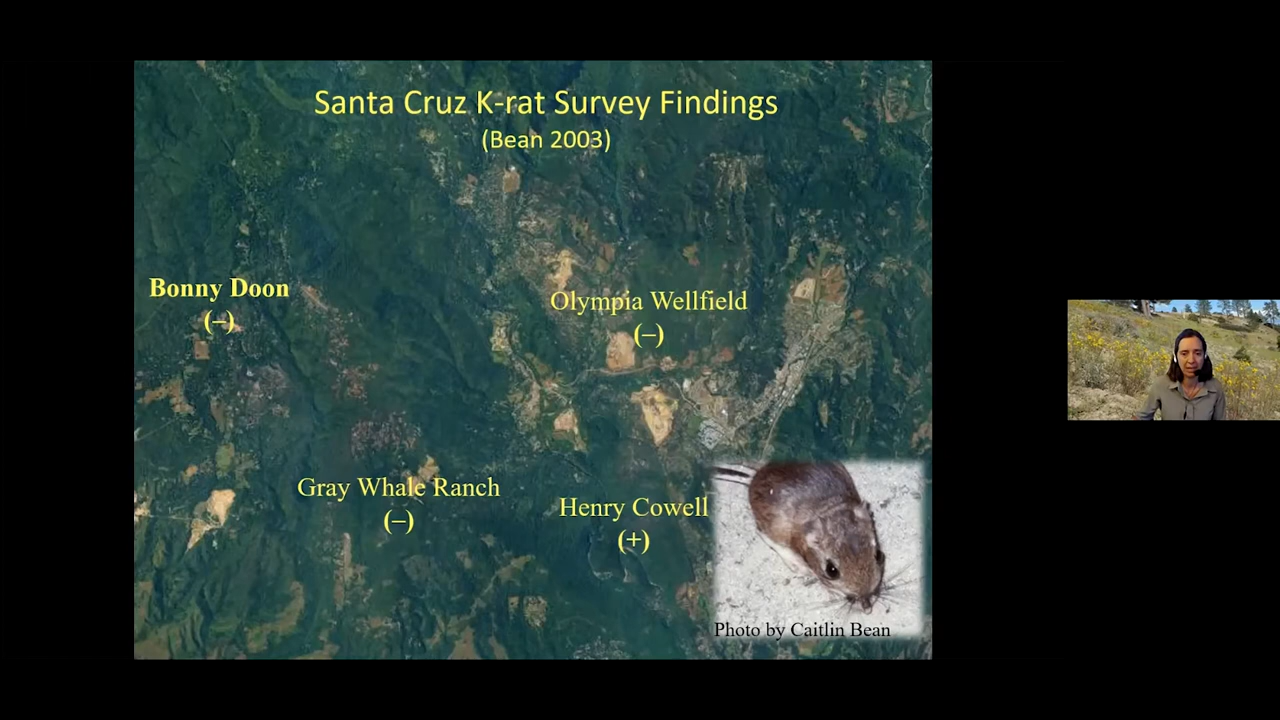 Santa Cruz K-rat Survey Findings
(Bean 2003)
Bonny Doon
(–)
Olympia Wellfield
(–)
Gray Whale Ranch
(–)
Henry Cowell
(+)
Photo by Caitlin Bean